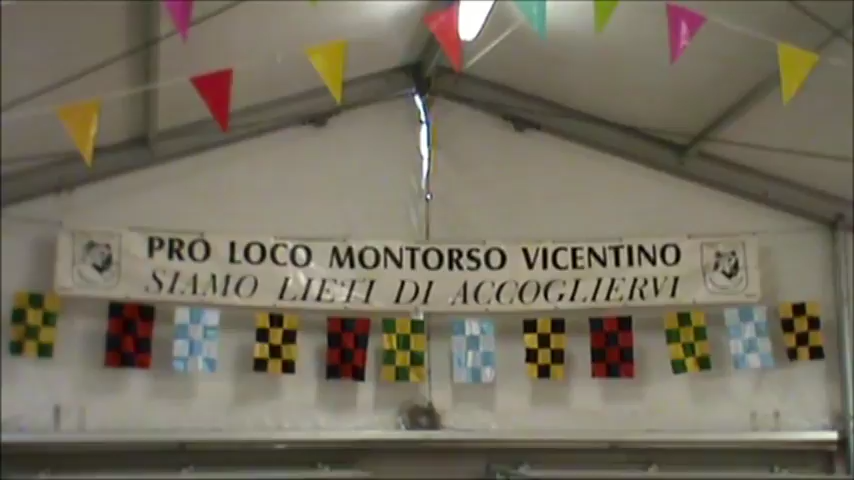 PRO LOCO MONTORSO VICENTINO
SIAMO LIETI DI ACCOGLIERVI